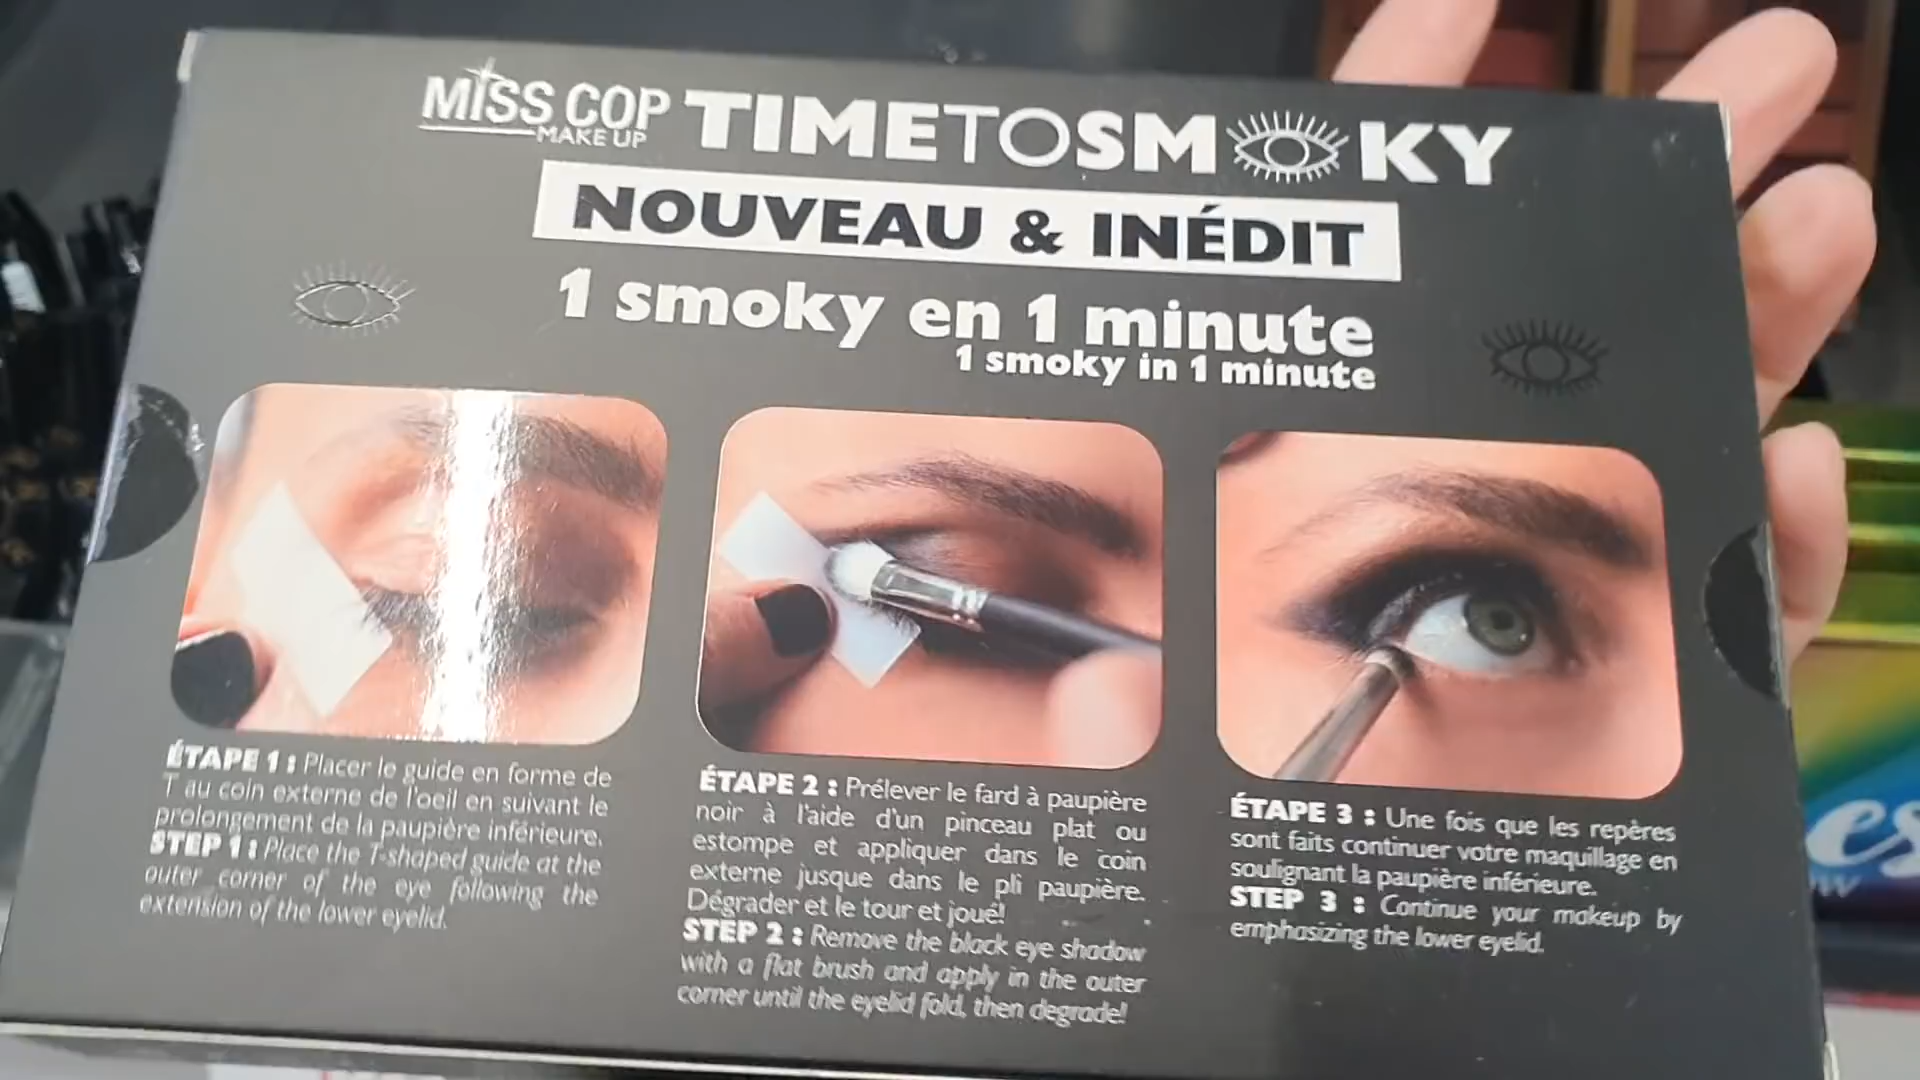 MISS COP
MAKE UP
TIMETOSMOKY
NOUVEAU & INÉDIT
1 smoky en 1 minute
1 smoky in 1 minute
ÉTAPE 1 : Placer le guide en forme de
T au coin externe de l'oeil en suivant le
prolongement de la paupière inférieure.
STEP 1 : Place the T-shaped guide at the
outer corner of the eye following the
extension of the lower eyelid.
ÉTAPE 2 : Prélever le fard à paupière
noir à l'aide d'un pinceau plat ou
estompe et appliquer dans le coin
externe jusque dans le pli paupière.
Dégrader et le tour et joué!
STEP 2 : Remove the black eye shadow
with a flat brush and apply in the outer
corner until the eyelid fold, then degrade!
ÉTAPE 3 : Une fois que les repères
sont faits continuer votre maquillage en
soulignant la paupière inférieure.
STEP 3 : Continue your makeup by
emphasizing the lower eyelid.
es